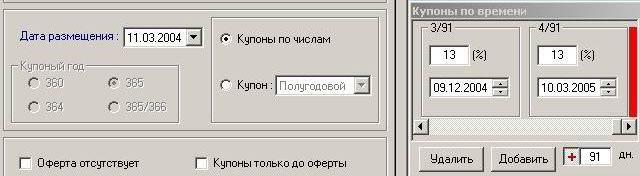 Дата размещения : 11.03.2004
Купоный год
360
365
364
365/366
Купоны по числам
Купон : Полугодовой
Оферта отсутствует
Купоны только до оферты
Купоны по времени
3/91
13 (%)
09.12.2004
4/91
13 (%)
10.03.2005
Удалить
Добавить
+ 91 дн.